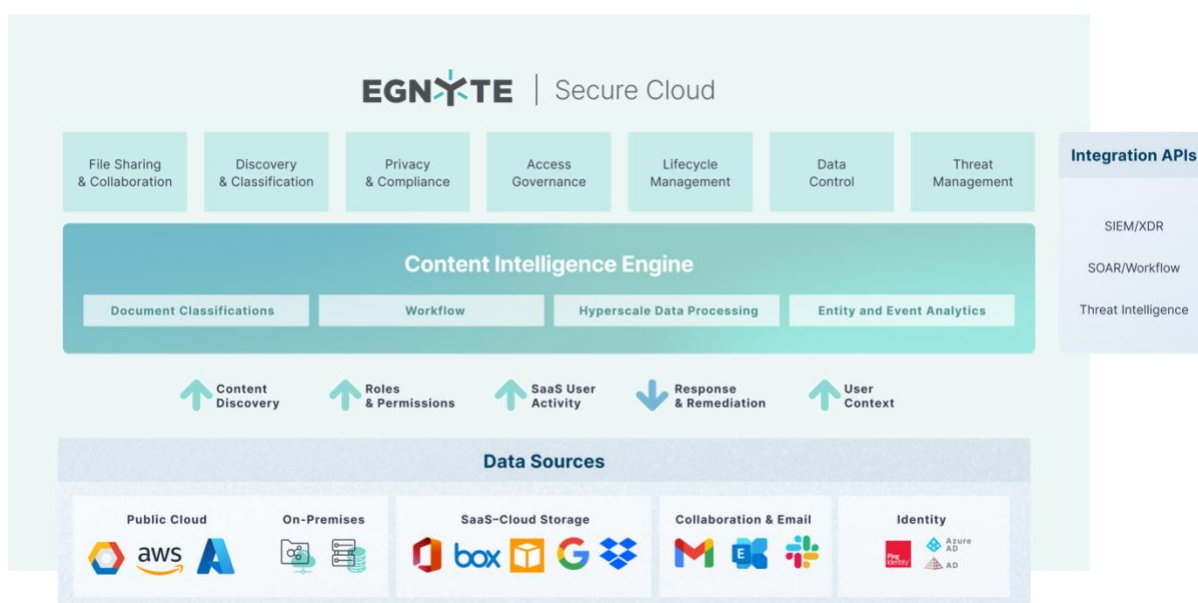 EGNYTE | Secure Cloud
File Sharing
& Collaboration
Discovery
& Classification
Privacy
& Compliance
Access
Governance
Lifecycle
Management
Data
Control
Threat
Management
Integration APIs
SIEM/XDR
SOAR/Workflow
Threat Intelligence
Content Intelligence Engine
Document Classifications
Workflow
Hyperscale Data Processing
Entity and Event Analytics
Content
Discovery
Roles
& Permissions
SaaS User
Activity
Response
& Remediation
User
Context
Data Sources
Public Cloud
On-Premises
SaaS-Cloud Storage
Collaboration & Email
Identity
aws
box
E
Ping
Identity
Azure
AD
AD